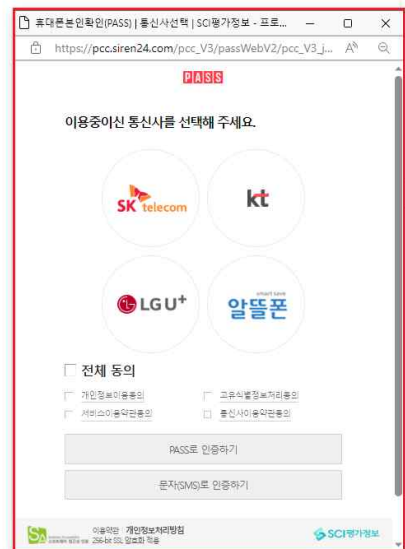 휴대폰본인확인(PASS) | 통신사선택 | SCI평가정보 - 프로...
https://pcc.siren24.com/pcc_V3/passWebV2/pcc_V3_j...
PASS
이용중이신 통신사를 선택해 주세요.
SK telecom
kt
LG U+
smart save
알뜰폰
전체 동의
개인정보이용동의
고유식별정보처리동의
서비스이용약관동의
통신사이용약관동의
PASS로 인증하기
문자(SMS)로 인증하기
이용약관 개인정보처리방침
256-bit SSL 암호화 적용
SCI평가정보